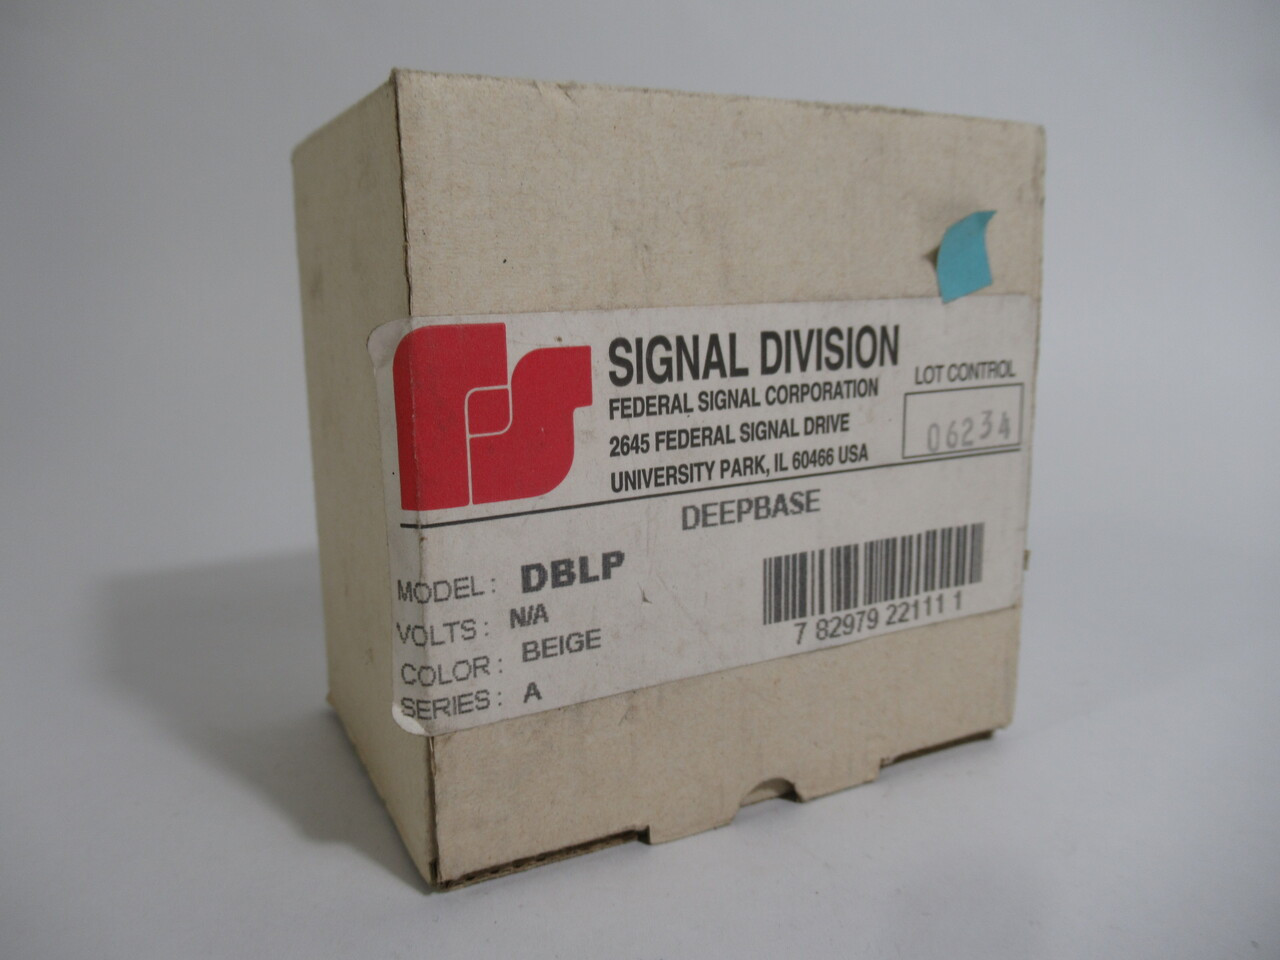 SIGNAL DIVISION
FEDERAL SIGNAL CORPORATION
2645 FEDERAL SIGNAL DRIVE
UNIVERSITY PARK, IL 60466 USA
LOT CONTROL
06234
DEEPBASE
MODEL: DBLP
VOLTS: N/A
COLOR: BEIGE
SERIES: A
7 82979 22111 1